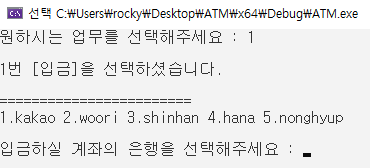 선택 C:₩Users₩rocky₩Desktop₩ATM₩x64₩Debug₩ATM.exe
원하시는 업무를 선택해주세요 : 1
1번 [입금]을 선택하셨습니다.
========================
1.kakao 2.woori 3.shinhan 4.hana 5.nonghyup
입금하실 계좌의 은행을 선택해주세요 :